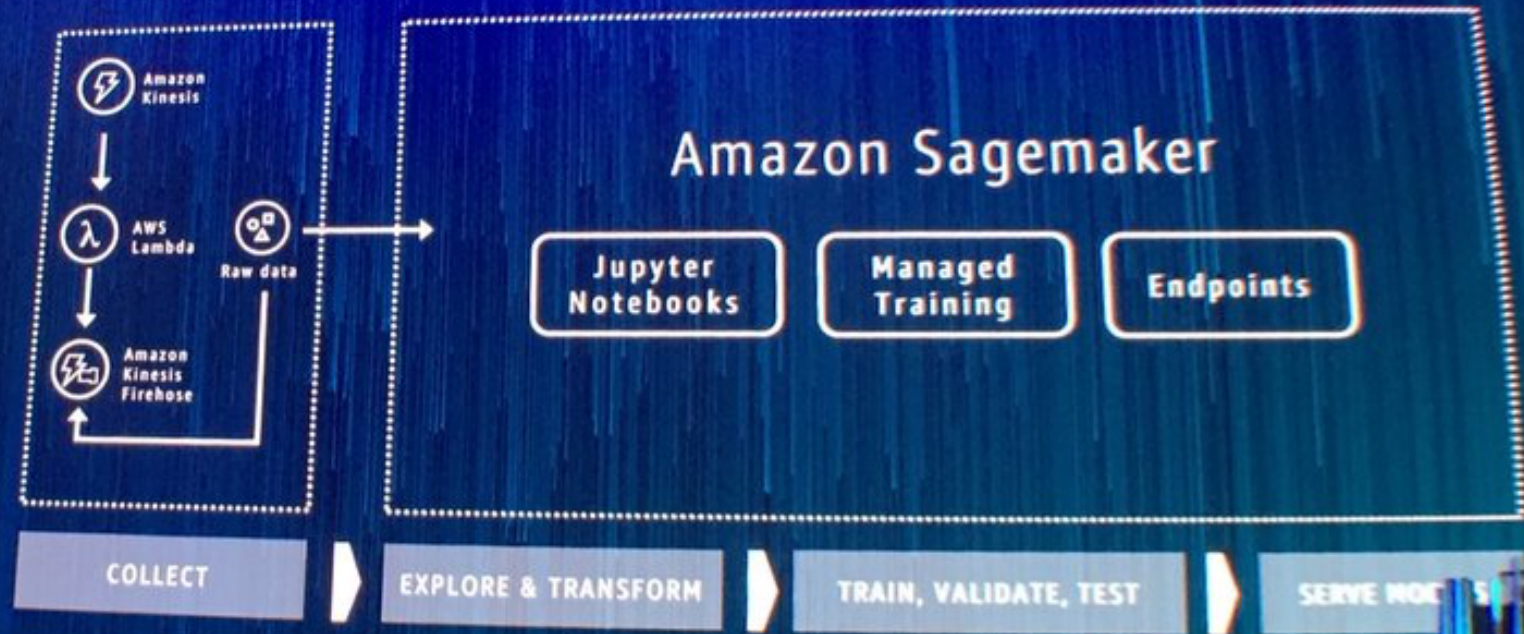 Amazon
Kinesis
AWS
Lambda
Raw data
Amazon
Kinesis
Firehose
Amazon Sagemaker
Jupyter
Notebooks
Managed
Training
Endpoints
COLLECT
EXPLORE & TRANSFORM
TRAIN, VALIDATE, TEST
SERVE